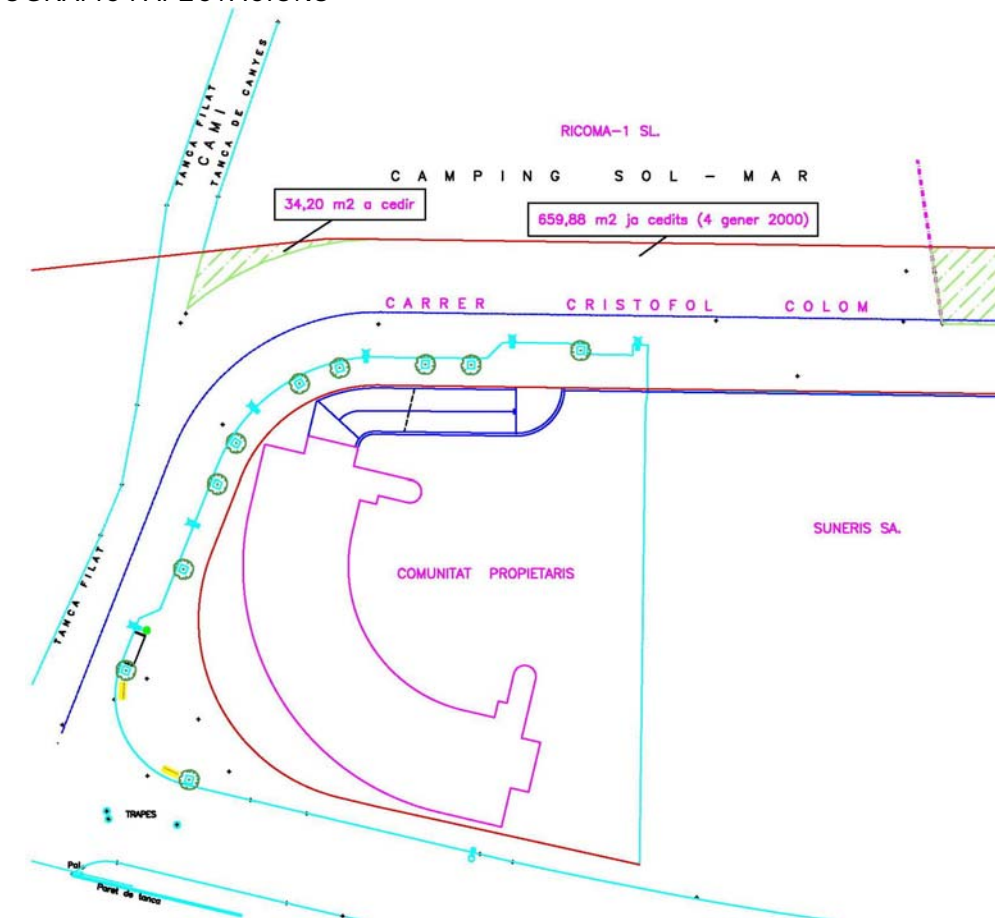 TANCA FILAT
CAMI
TANCA DE CANYES
RICOMA-1 SL.
CAMPING SOL - MAR
34,20 m2 a cedir
659,88 m2 ja cedits (4 gener 2000)
CARRER CRISTOFOL COLOM
SUNERIS SA.
COMUNITAT PROPIETARIS
TANCA FILAT
TRAPES
Pal.
Paret de tanca